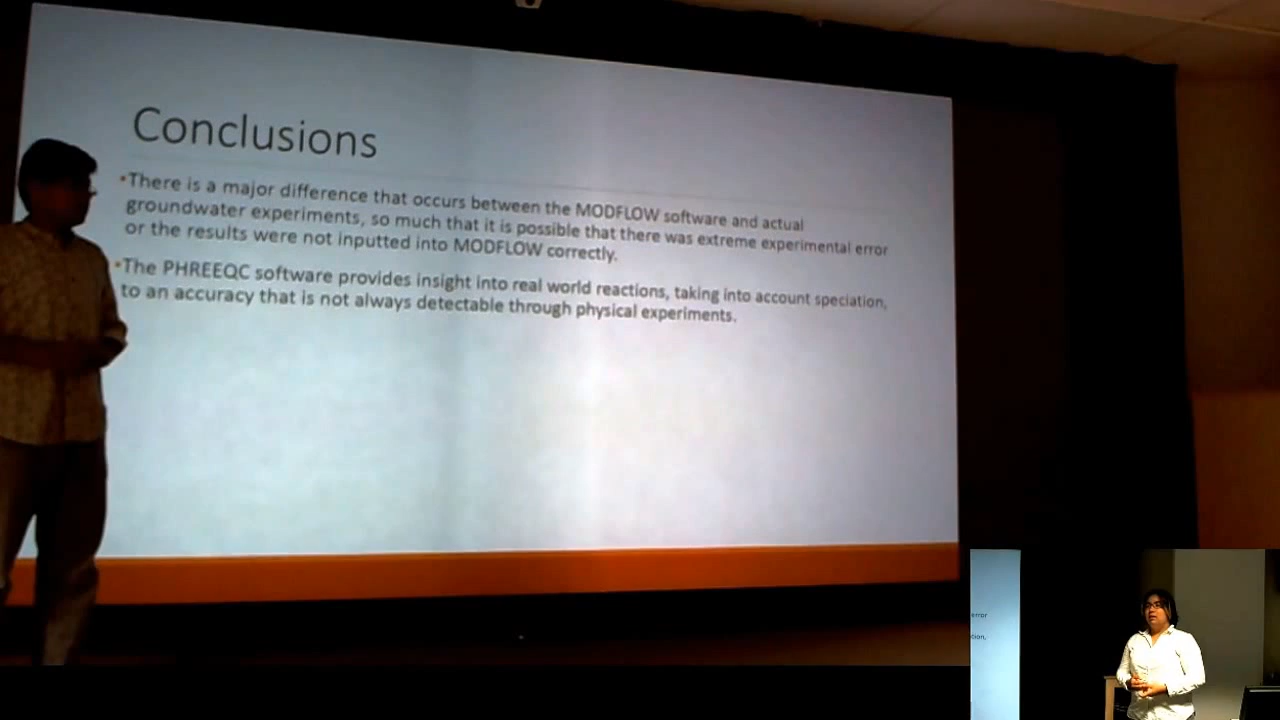 Conclusions
•There is a major difference that occurs between the MODFLOW software and actual
groundwater experiments, so much that it is possible that there was extreme experimental error
or the results were not inputted into MODFLOW correctly.
•The PHREEQC software provides insight into real world reactions, taking into account speciation,
to an accuracy that is not always detectable through physical experiments.
error
tion,